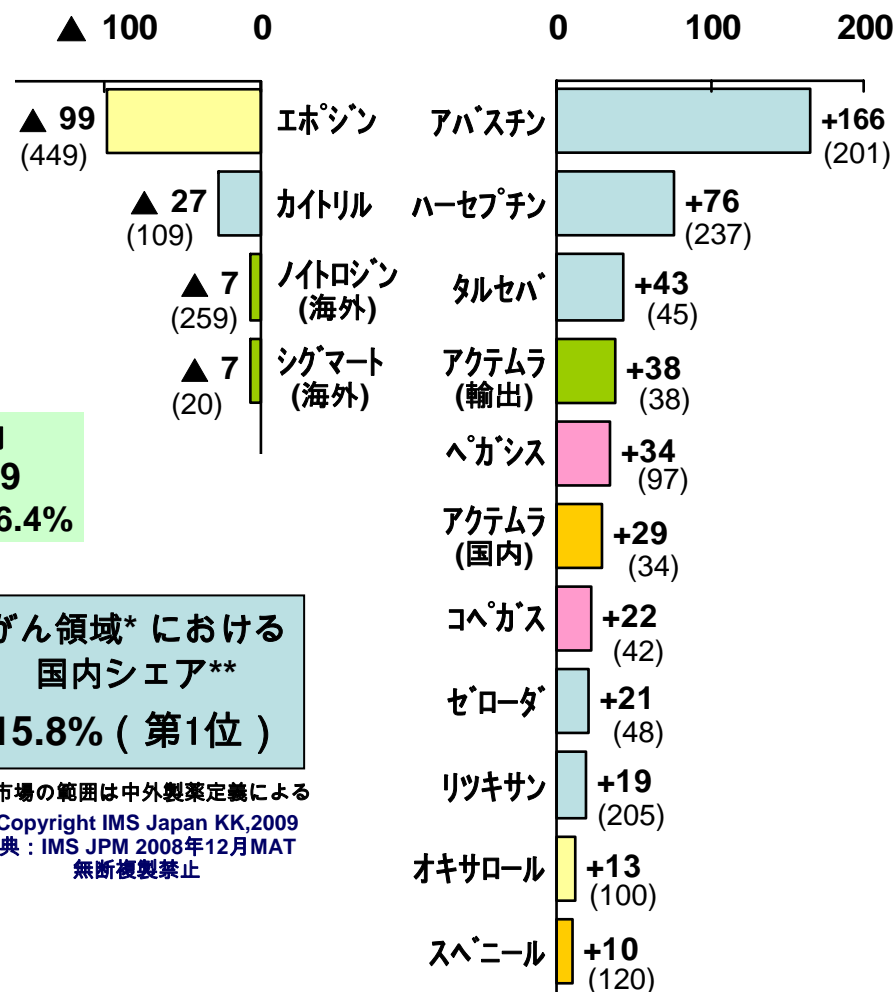 ▲ 100 0
▲ 99
(449)
エポジン
▲ 27
(109)
カイトリル
▲ 7
(259)
ノイトロジン
(海外)
▲ 7
(20)
シグマート
(海外)
9
6.4%
がん領域* における
国内シェア**
15.8% ( 第1位 )
市場の範囲は中外製薬定義による
Copyright IMS Japan KK,2009
典：IMS JPM 2008年12月MAT
無断複製禁止
0 100 200
アバスチン
+166
(201)
ハーセプチン
+76
(237)
タルセバ
+43
(45)
アクテムラ
(輸出)
+38
(38)
ペガシス
+34
(97)
アクテムラ
(国内)
+29
(34)
コペガス
+22
(42)
ゼローダ
+21
(48)
リツキサン
+19
(205)
オキサロール
+13
(100)
スベニール
+10
(120)